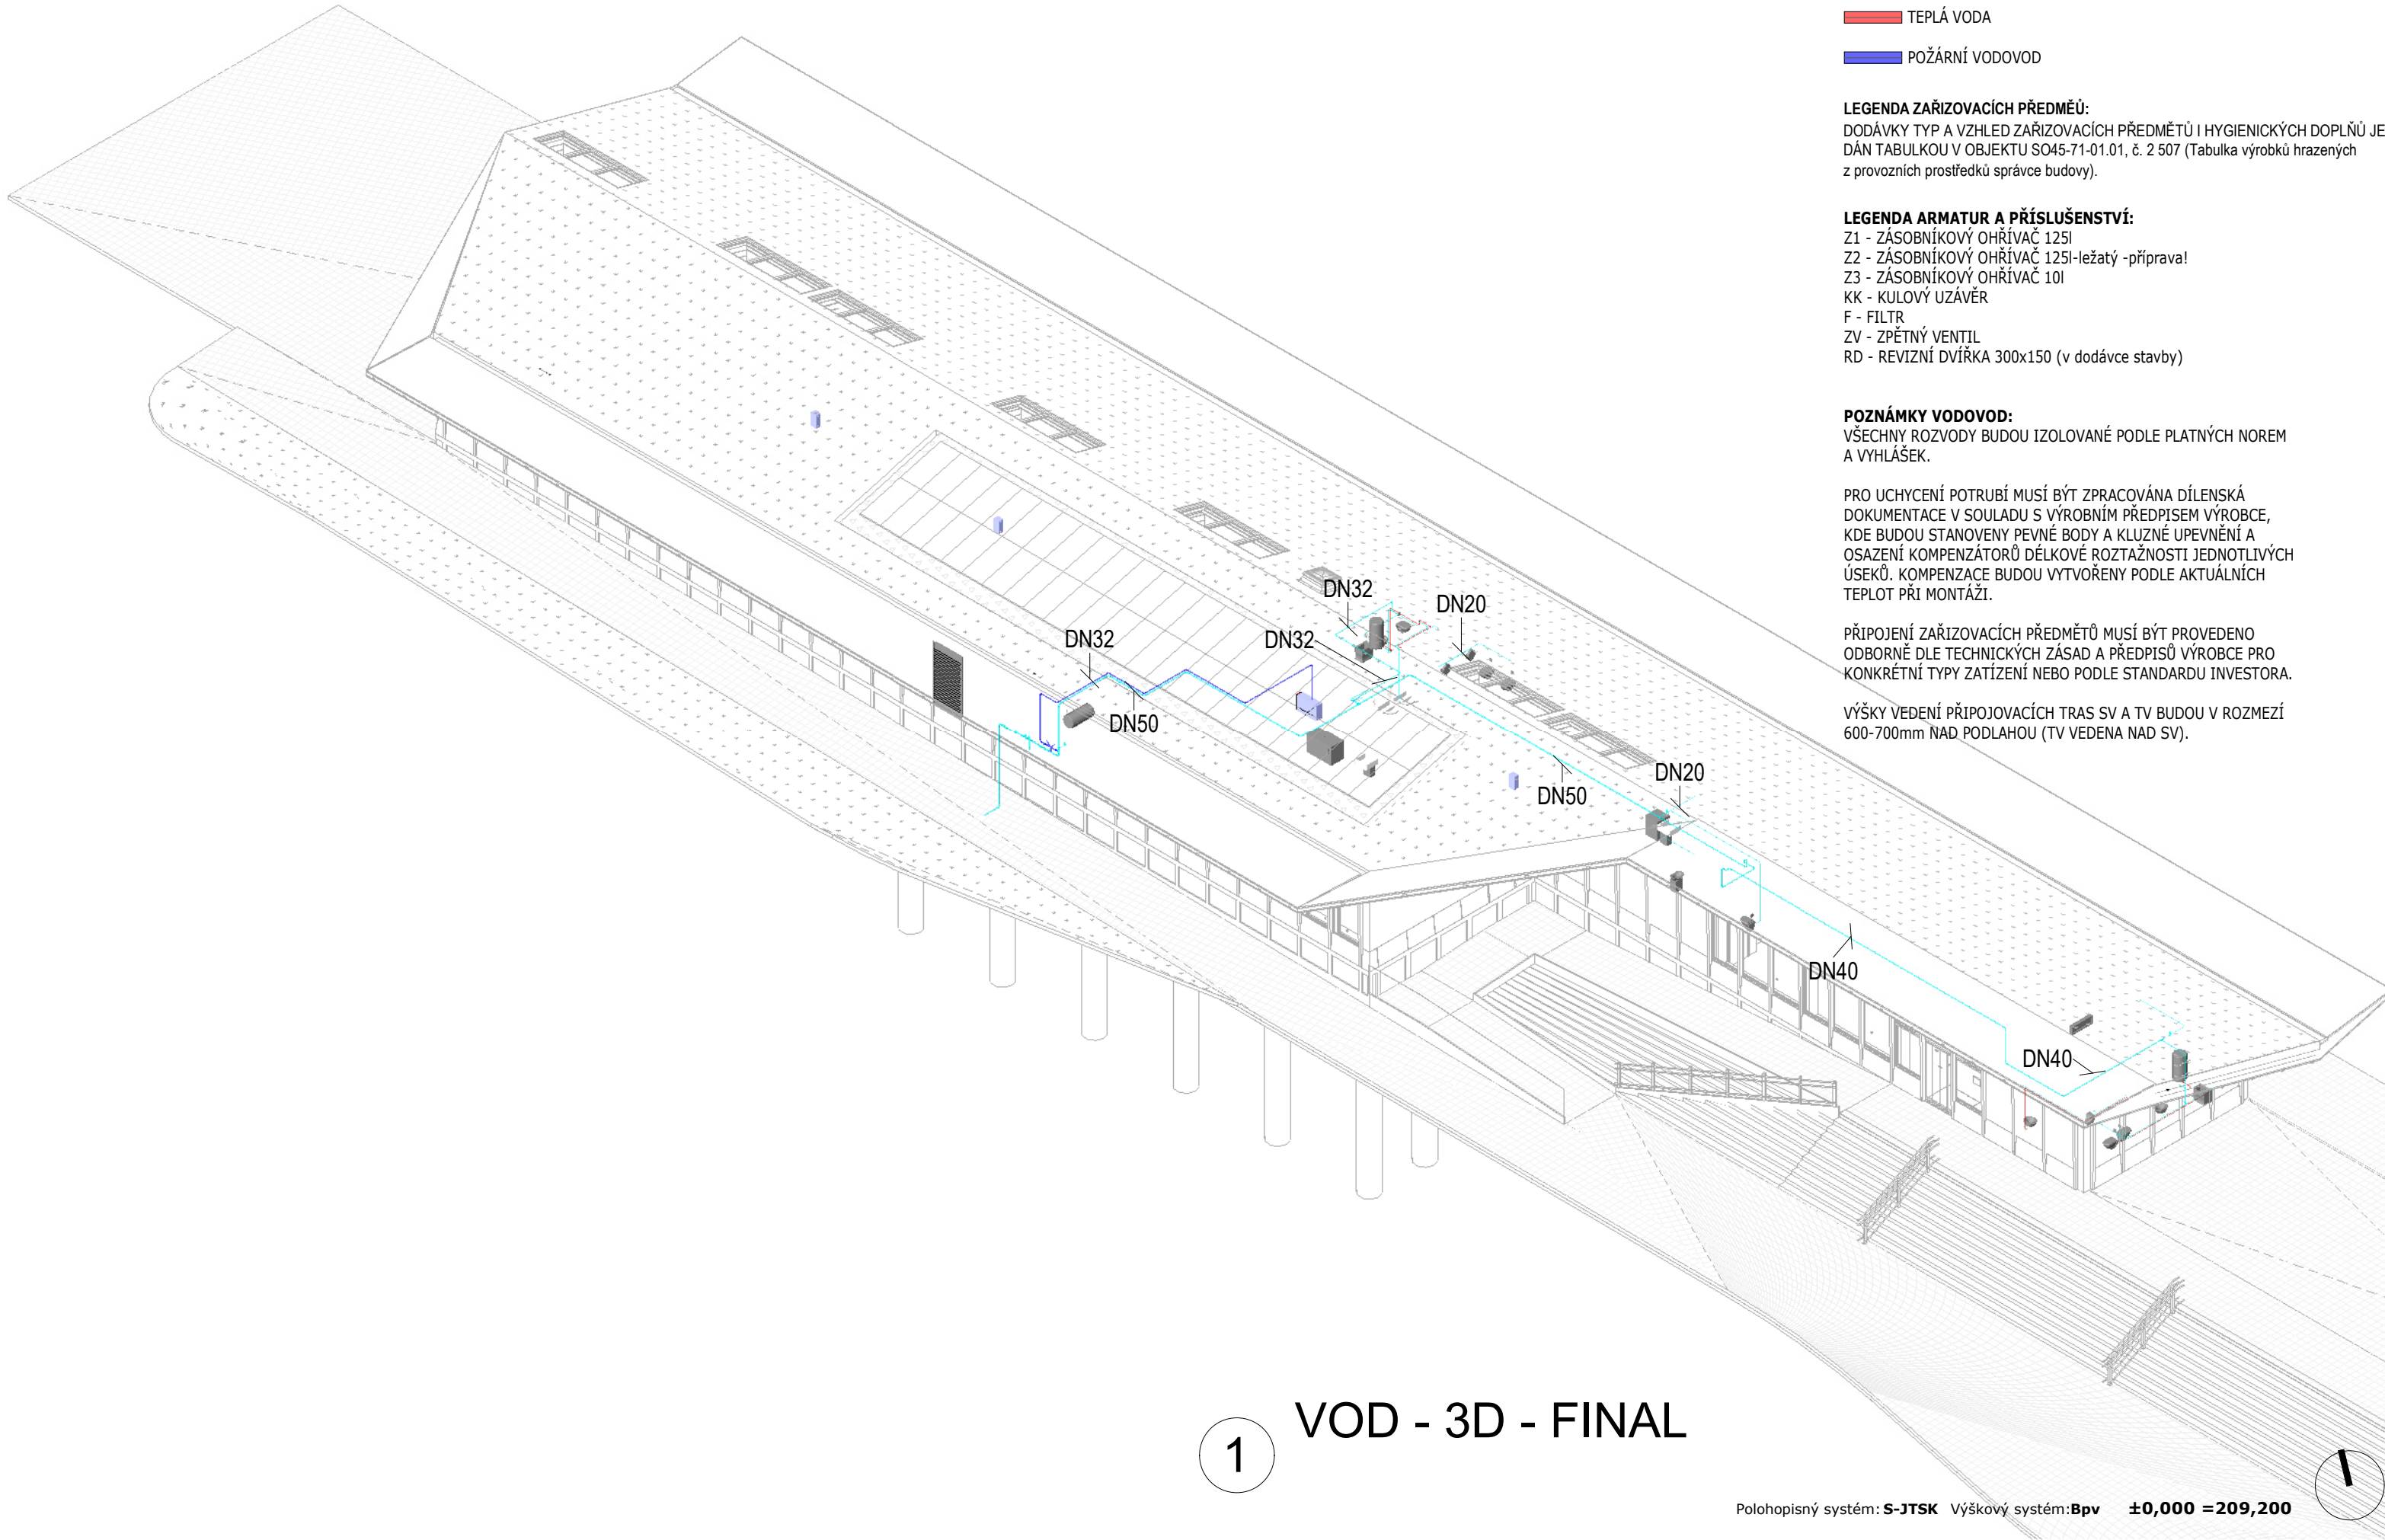 TEPLÁ VODA
POŽÁRNÍ VODOVOD
LEGENDA ZAŘIZOVACÍCH PŘEDMĚŮ:
DODÁVKY TYP A VZHLED ZAŘIZOVACÍCH PŘEDMĚTŮ I HYGIENICKÝCH DOPLŇŮ JE
DÁN TABULKOU V OBJEKTU SO45-71-01.01, č. 2 507 (Tabulka výrobků hrazených
z provozních prostředků správce budovy).
LEGENDA ARMATUR A PŘÍSLUŠENSTVÍ:
Z1 - ZÁSOBNÍKOVÝ OHŘÍVAČ 125l
Z2 - ZÁSOBNÍKOVÝ OHŘÍVAČ 125l-ležatý -příprava!
Z3 - ZÁSOBNÍKOVÝ OHŘÍVAČ 10l
KK - KULOVÝ UZÁVĚR
F - FILTR
ZV - ZPĚTNÝ VENTIL
RD - REVIZNÍ DVÍŘKA 300x150 (v dodávce stavby)
POZNÁMKY VODOVOD:
VŠECHNY ROZVODY BUDOU IZOLOVANÉ PODLE PLATNÝCH NOREM
A VYHLÁŠEK.
PRO UCHYCENÍ POTRUBÍ MUSÍ BÝT ZPRACOVÁNA DÍLENSKÁ
DOKUMENTACE V SOULADU S VÝROBNÍM PŘEDPISEM VÝROBCE,
KDE BUDOU STANOVENY PEVNÉ BODY A KLUZNÉ UPEVNĚNÍ A
OSAZENÍ KOMPENZÁTORŮ DÉLKOVÉ ROZTAŽNOSTI JEDNOTLIVÝCH
ÚSEKŮ. KOMPENZACE BUDOU VYTVOŘENY PODLE AKTUÁLNÍCH
TEPLOT PŘI MONTÁŽI.
PŘIPOJENÍ ZAŘIZOVACÍCH PŘEDMĚTŮ MUSÍ BÝT PROVEDENO
ODBORNĚ DLE TECHNICKÝCH ZÁSAD A PŘEDPISŮ VÝROBCE PRO
KONKRÉTNÍ TYPY ZATÍZENÍ NEBO PODLE STANDARDU INVESTORA.
VÝŠKY VEDENÍ PŘIPOJOVACÍCH TRAS SV A TV BUDOU V ROZMEZÍ
600-700mm NAD PODLAHOU (TV VEDENA NAD SV).
DN32
DN20
DN32
DN32
DN50
DN20
DN50
DN40
DN40
1
VOD - 3D - FINAL
Polohopisný systém: S-JTSK Výškový systém:Bpv ±0,000 =209,200